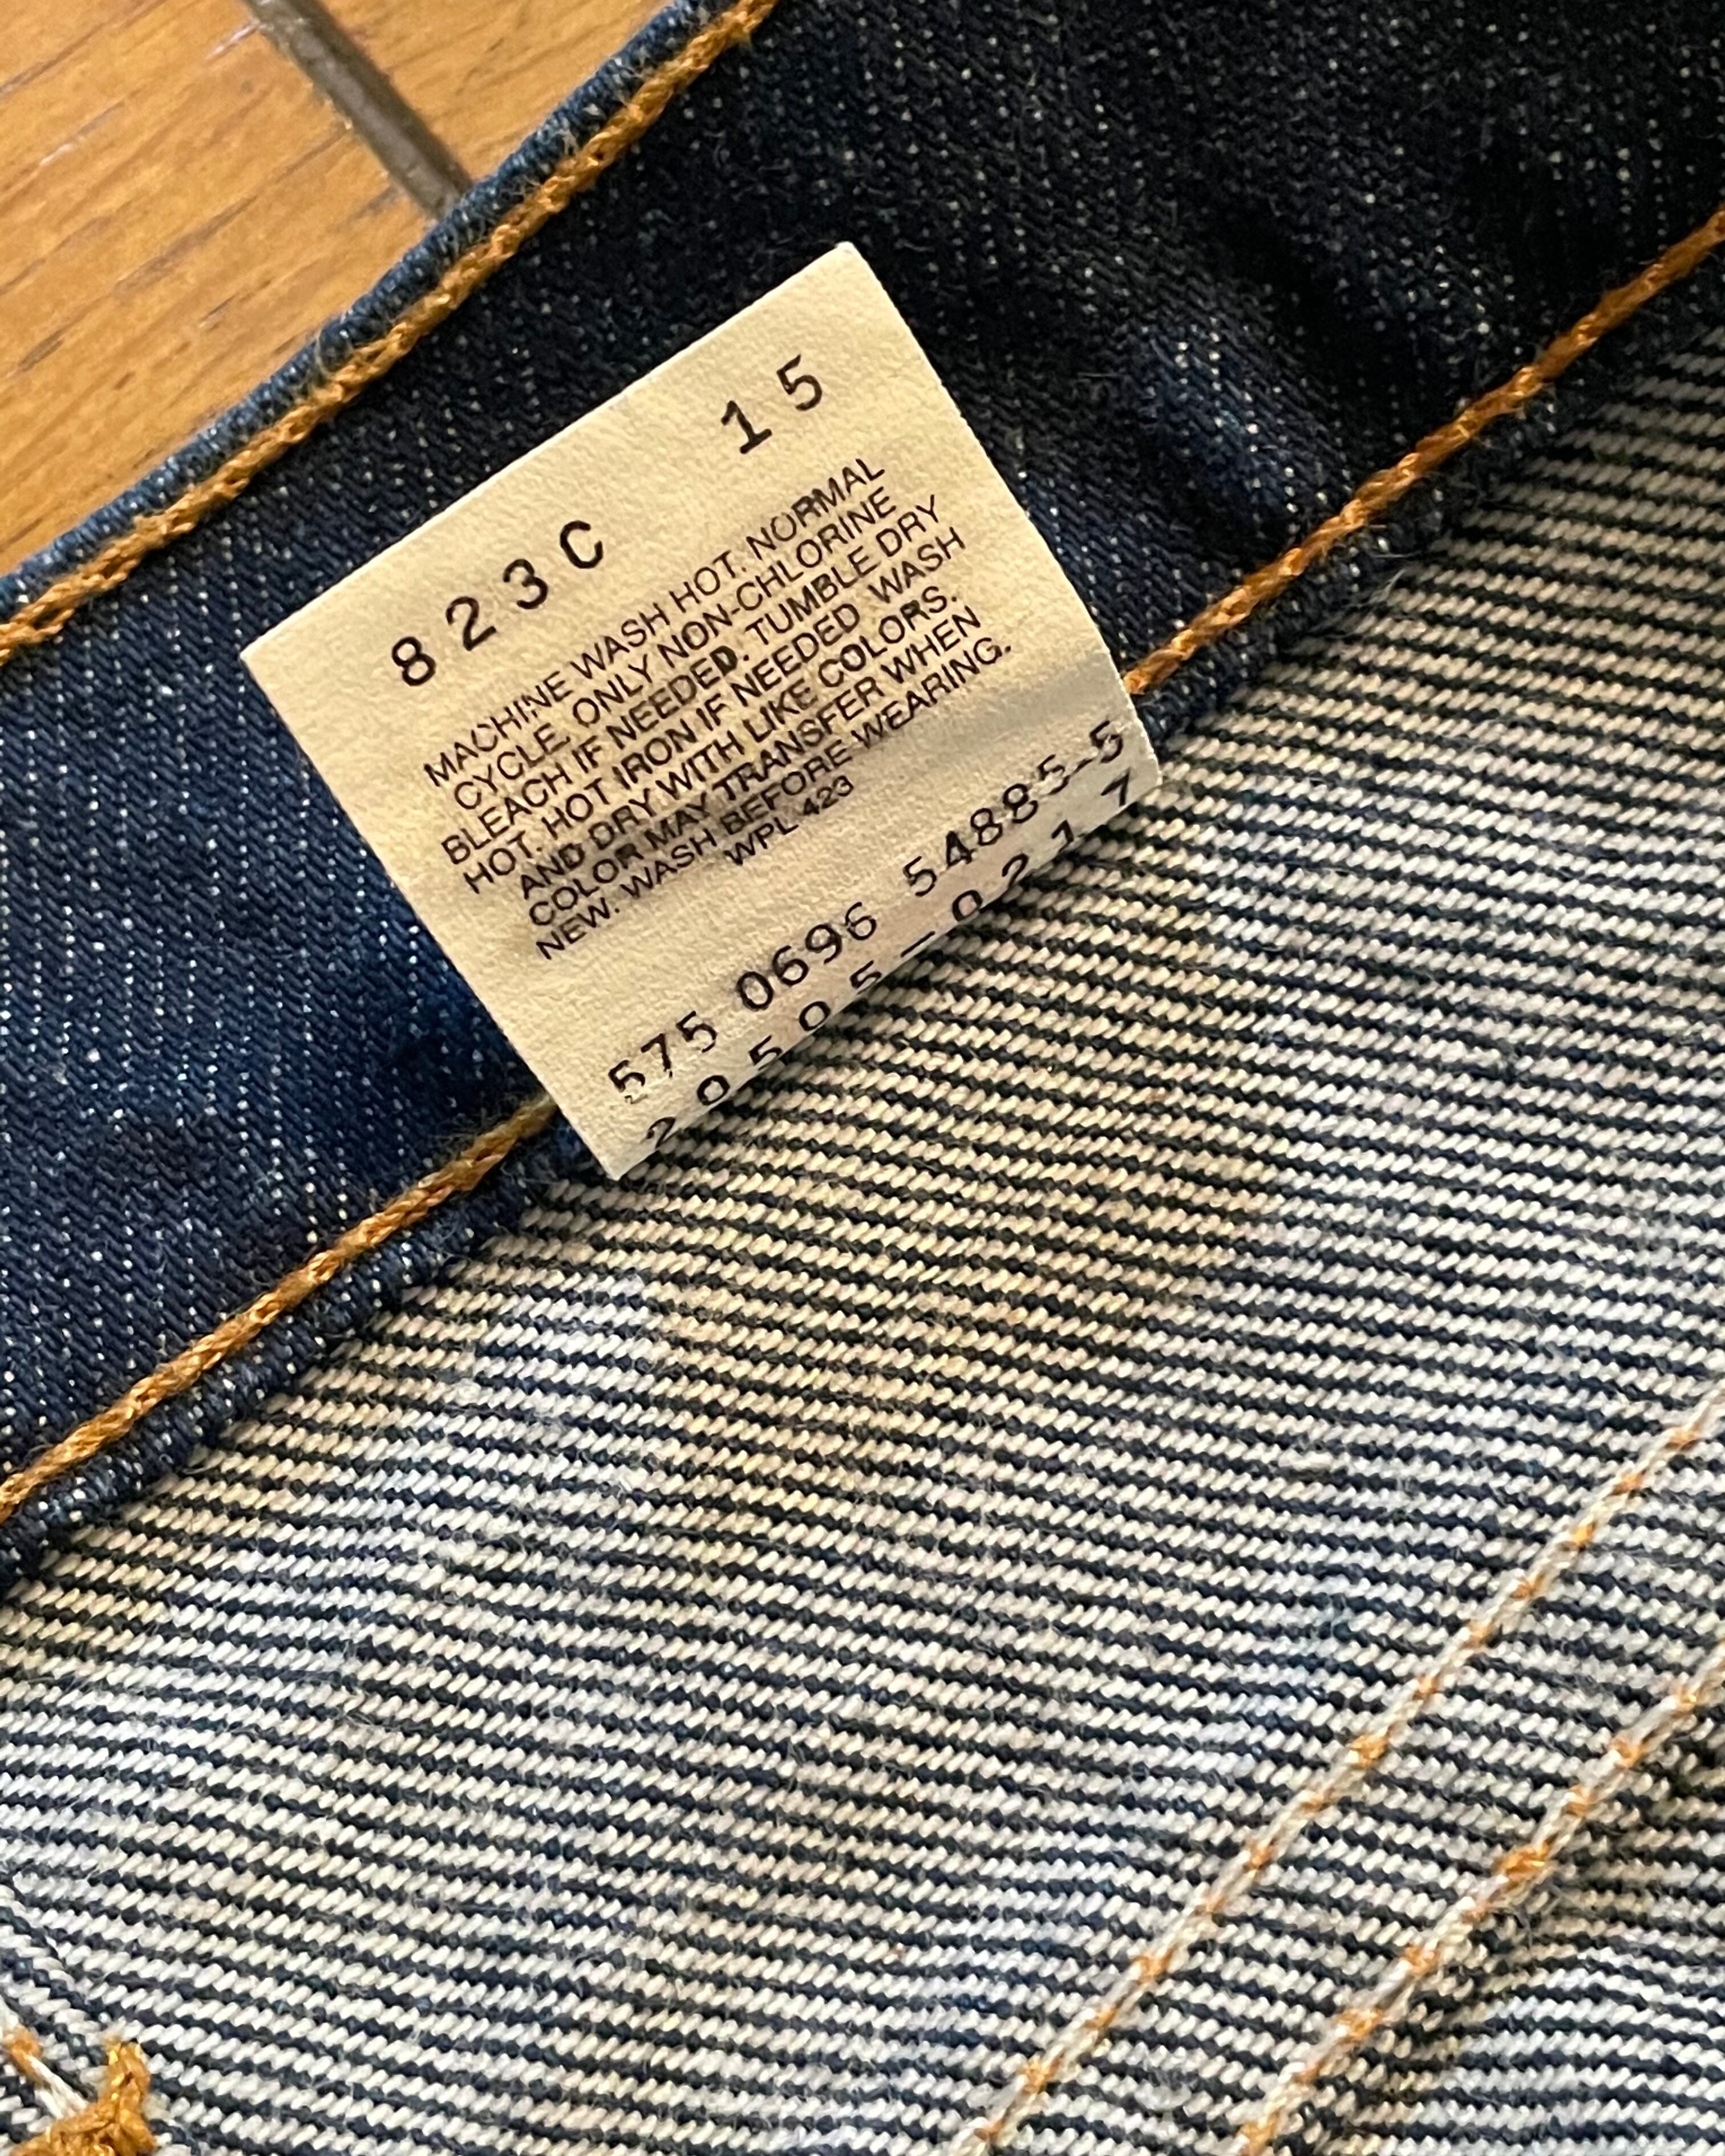 823C 15
MACHINE WASH HOT. NORMAL
CYCLE. ONLY NON-CHLORINE
BLEACH IF NEEDED. TUMBLE DRY
HOT. HOT IRON IF NEEDED WASH
AND DRY WITH LIKE COLORS.
COLOR MAY TRANSFER WHEN
NEW. WASH BEFORE WEARING.
WPL 423
575 0696 54885-5
20505-0217